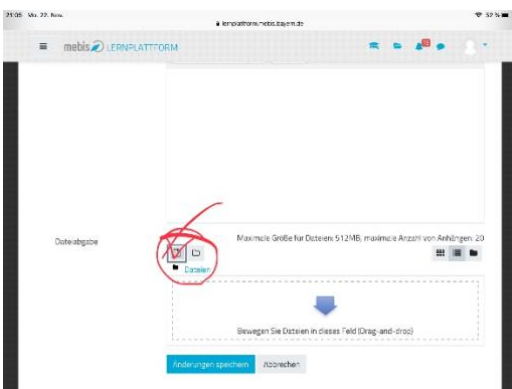 21:05 Mo. 22. Nov.
lernplattform.mebis.bayern.de
52 %
mebis LERNPLATTFORM
Dateiabgabe
Maximale Größe für Dateien: 512MB, maximale Anzahl von Anhängen: 20
Dateien
Bewegen Sie Dateien in dieses Feld (Drag-and-drop)
Änderungen speichern
Abbrechen